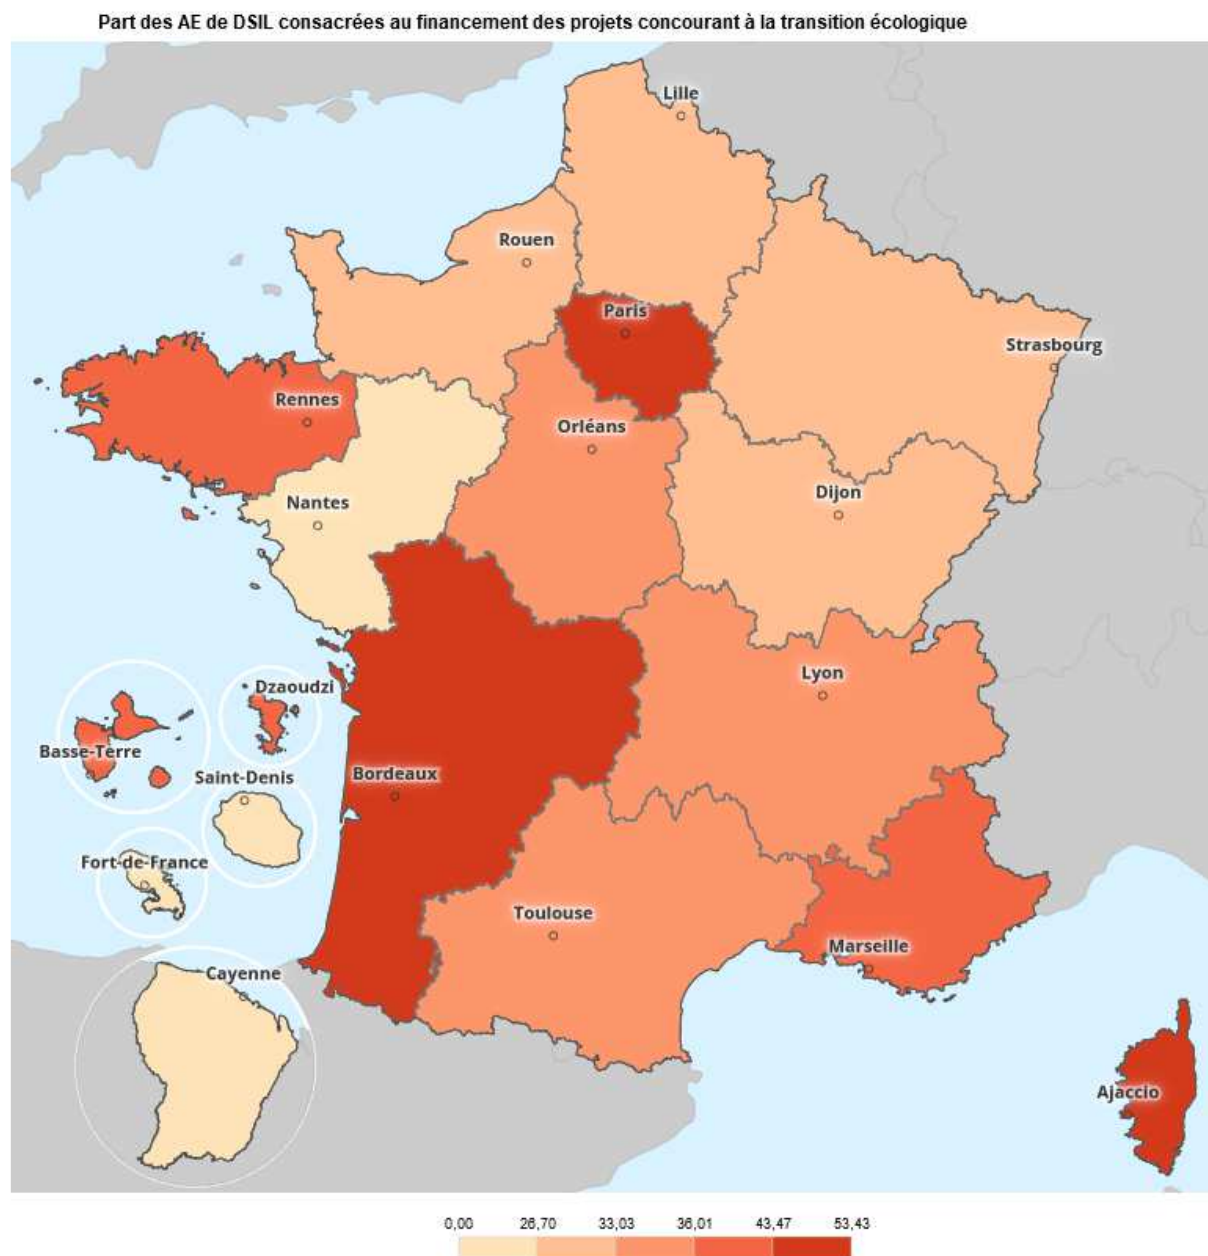 Part des AE de DSIL consacrées au financement des projets concourant à la transition écologique
Lille
Rouen
Paris
Strasbourg
Rennes
Orléans
Dijon
Nantes
Lyon
Dzaoudzi
Basse-Terre
Saint-Denis
Bordeaux
Fort-de-France
Toulouse
Marseille
Cayenne
Ajaccio
0,00 26,70 33,03 36,01 43,47 53,43